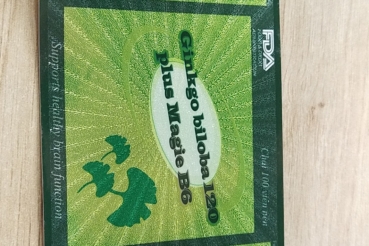 FDA
Ginkgo biloba 120
plus Magie B6
Chai 100 viên nén
Supports healthy brain function